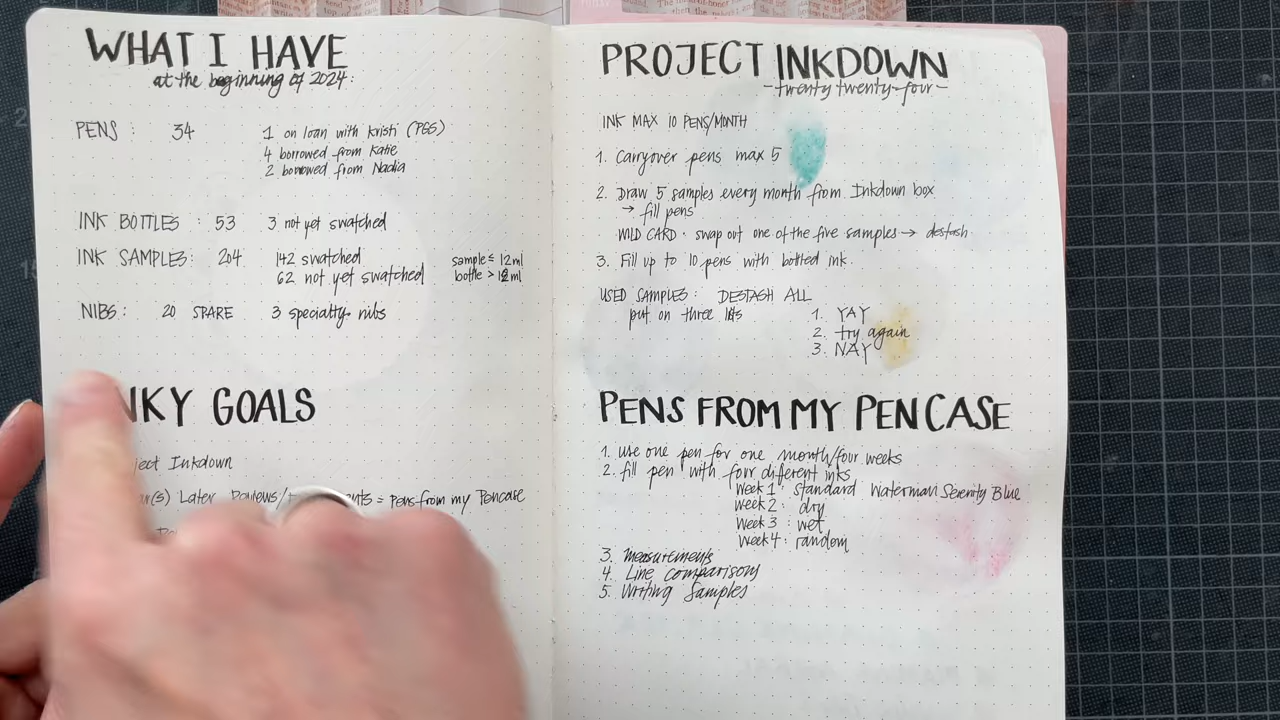 WHAT I HAVE
at the beginning of 2024:
PENS : 34 1 on loan with Kristi (PGS)
4 borrowed from Katie
2 borrowed from Nadia
INK BOTTLES : 53 3 not yet swatched
INK SAMPLES: 204 142 swatched sample ≤ 12ml
62 not yet swatched bottle > 12ml
NIBS: 20 SPARE 3 specialty nibs
NKY GOALS
ject Inkdown
Later Reviews/ = Pens from my Pencase
PROJECT INKDOWN
- twenty twenty-four -
INK MAX 10 PENS/MONTH
1. Carryover pens max 5
2. Draw 5 samples every month from Inkdown box
→ fill pens
WILD CARD · swap out one of the five samples → destash
3. Fill up to 10 pens with bottled ink.
USED SAMPLES: DESTASH ALL
put on three lists 1. YAY
2. try again
3. NAY
PENS FROM MY PEN CASE
1. use one pen for one month/four weeks
2. fill pen with four different inks
Week 1: standard Waterman Serenity Blue
Week 2: dry
Week 3: wet
Week 4: random
3. measurements
4. Line comparisons
5. Writing Samples